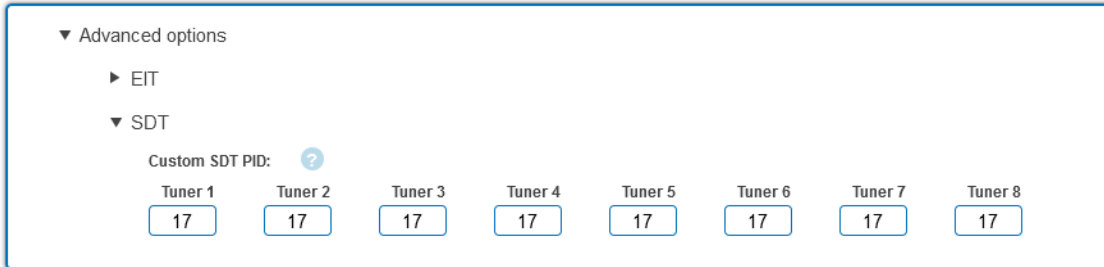 Advanced options
EIT
SDT
Custom SDT PID: ?
Tuner 1 Tuner 2 Tuner 3 Tuner 4 Tuner 5 Tuner 6 Tuner 7 Tuner 8
17 17 17 17 17 17 17 17